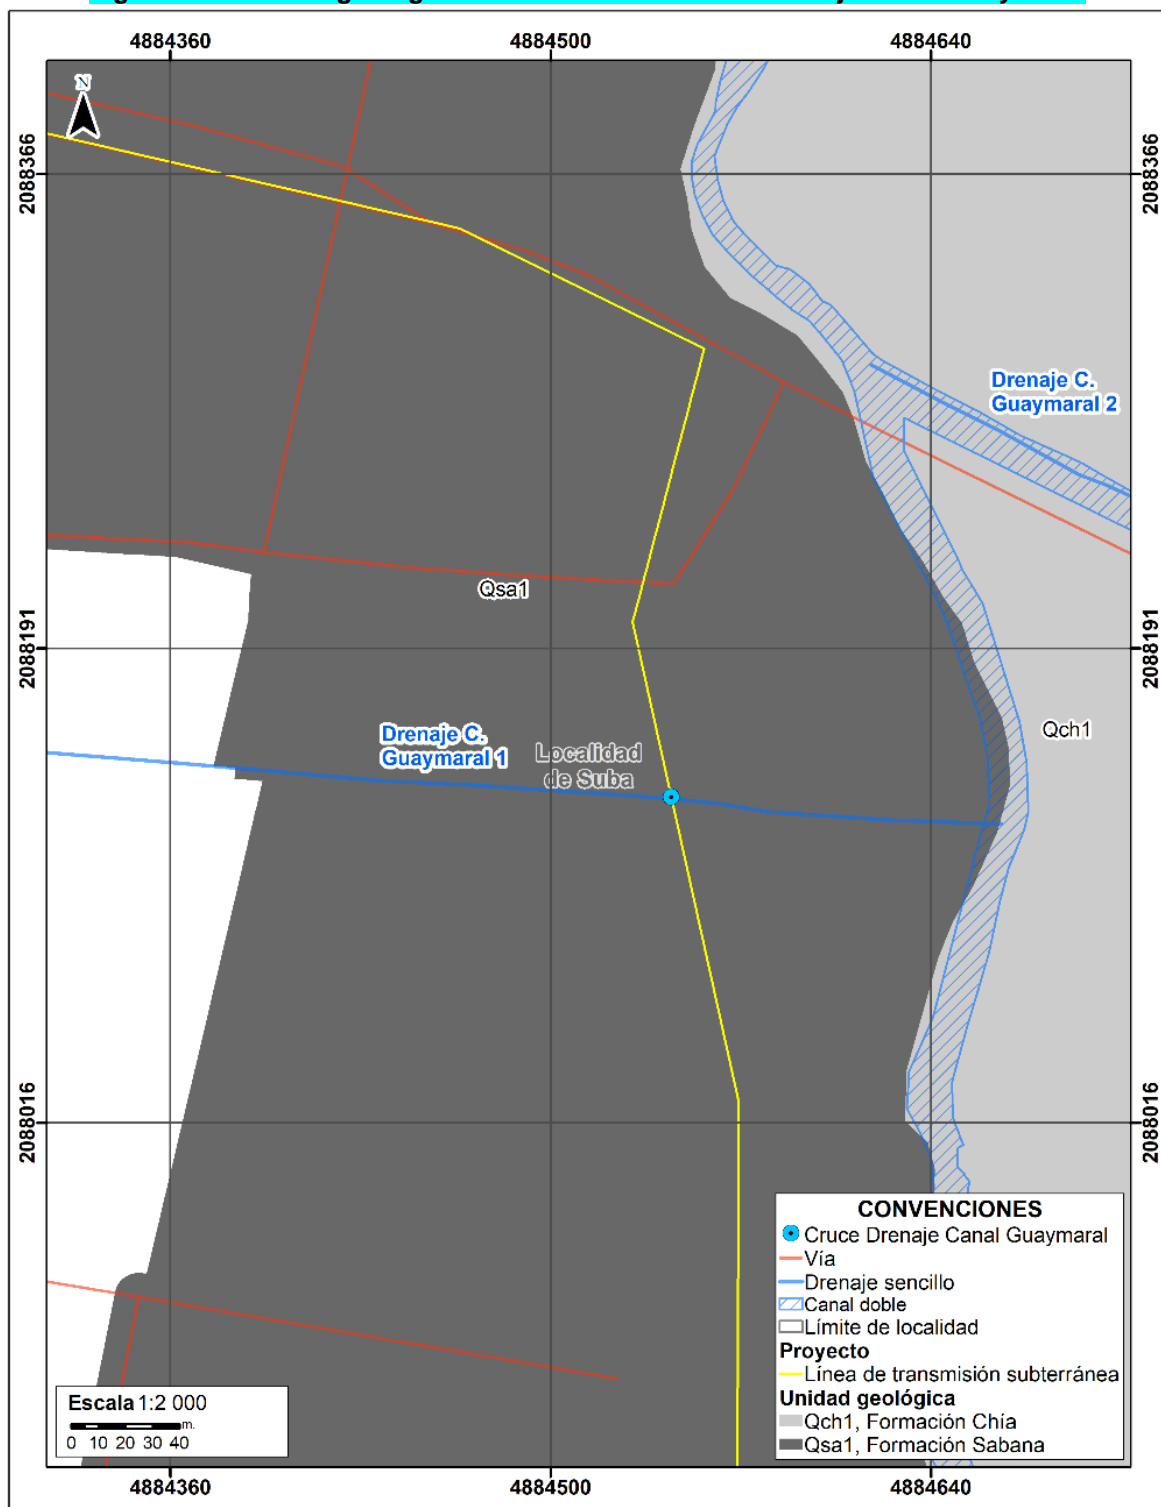 4884360 4884500 4884640
N
2088366 2088366
Drenaje C.
Guaymaral 2
Qsa1
2088191 2088191
Qch1
Drenaje C.
Guaymaral 1
Localidad
de Suba
2088016 2088016
CONVENCIONES
Cruce Drenaje Canal Guaymaral
Vía
Drenaje sencillo
Canal doble
Límite de localidad
Proyecto
Línea de transmisión subterránea
Unidad geológica
Qch1, Formación Chía
Qsa1, Formación Sabana
Escala 1:2 000
m.
0 10 20 30 40
4884360 4884500 4884640